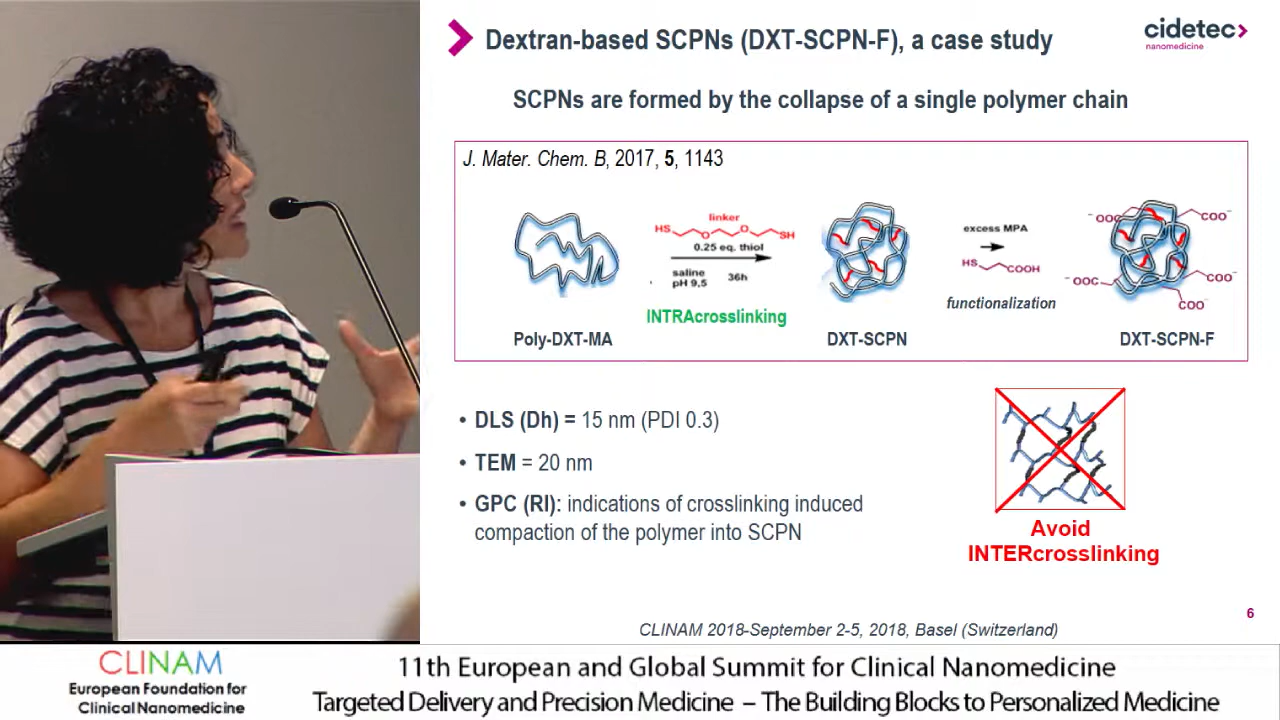 Dextran-based SCPNs (DXT-SCPN-F), a case study
cidetec
nanomedicine
SCPNs are formed by the collapse of a single polymer chain
J. Mater. Chem. B, 2017, 5, 1143
linker
HS
O
O
SH
0.25 eq. thiol
saline
pH 9,5
36h
INTRAcrosslinking
Poly-DXT-MA
DXT-SCPN
excess MPA
HS
COOH
functionalization
⁻OOC
COO⁻
⁻OOC
COO⁻
COO⁻
DXT-SCPN-F
• DLS (Dh) = 15 nm (PDI 0.3)
• TEM = 20 nm
• GPC (RI): indications of crosslinking induced
compaction of the polymer into SCPN
Avoid
INTERcrosslinking
6
CLINAM 2018-September 2-5, 2018, Basel (Switzerland)
CLINAM
European Foundation for
Clinical Nanomedicine
11th European and Global Summit for Clinical Nanomedicine
Targeted Delivery and Precision Medicine – The Building Blocks to Personalized Medicine